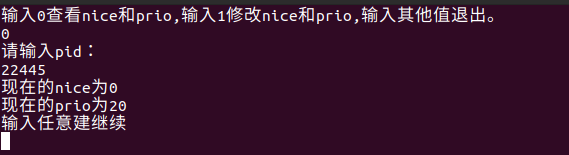 输入0查看nice和prio,输入1修改nice和prio,输入其他值退出。
0
请输入pid：
22445
现在的nice为0
现在的prio为20
输入任意建继续